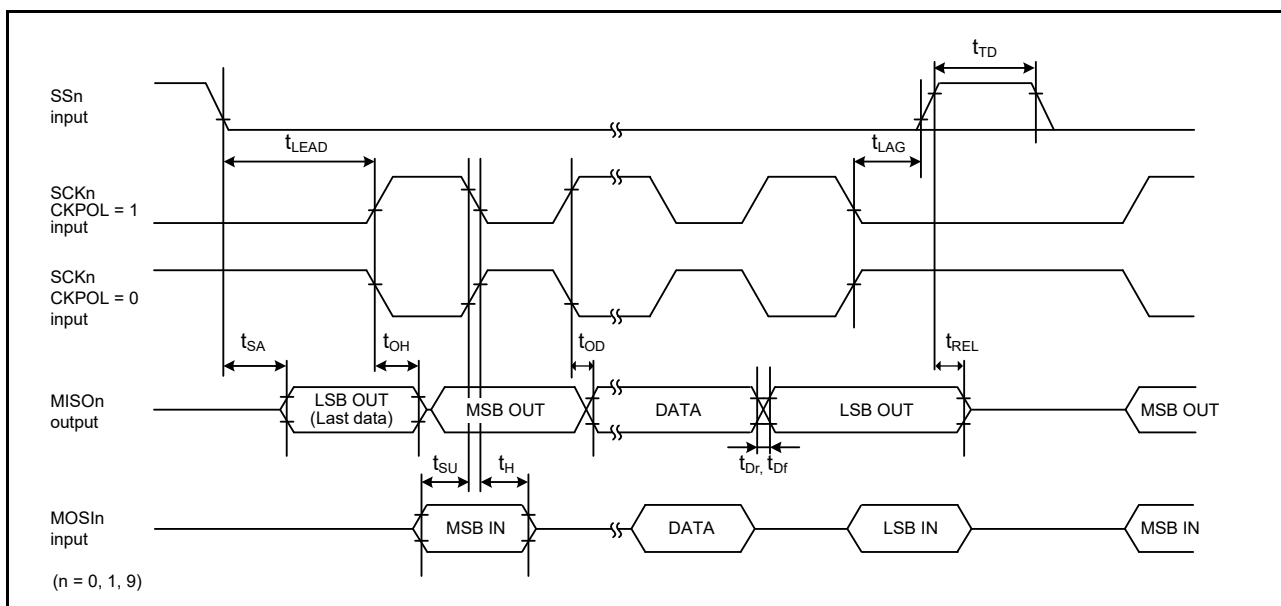 tTD
SSn
input
tLEAD
tLAG
SCKn
CKPOL = 1
input
SCKn
CKPOL = 0
input
tSA
tOH
tOD
tREL
MISOn
output
LSB OUT
(Last data)
MSB OUT
DATA
LSB OUT
MSB OUT
tSU
tH
tDr, tDf
MOSIn
input
MSB IN
DATA
LSB IN
MSB IN
(n = 0, 1, 9)